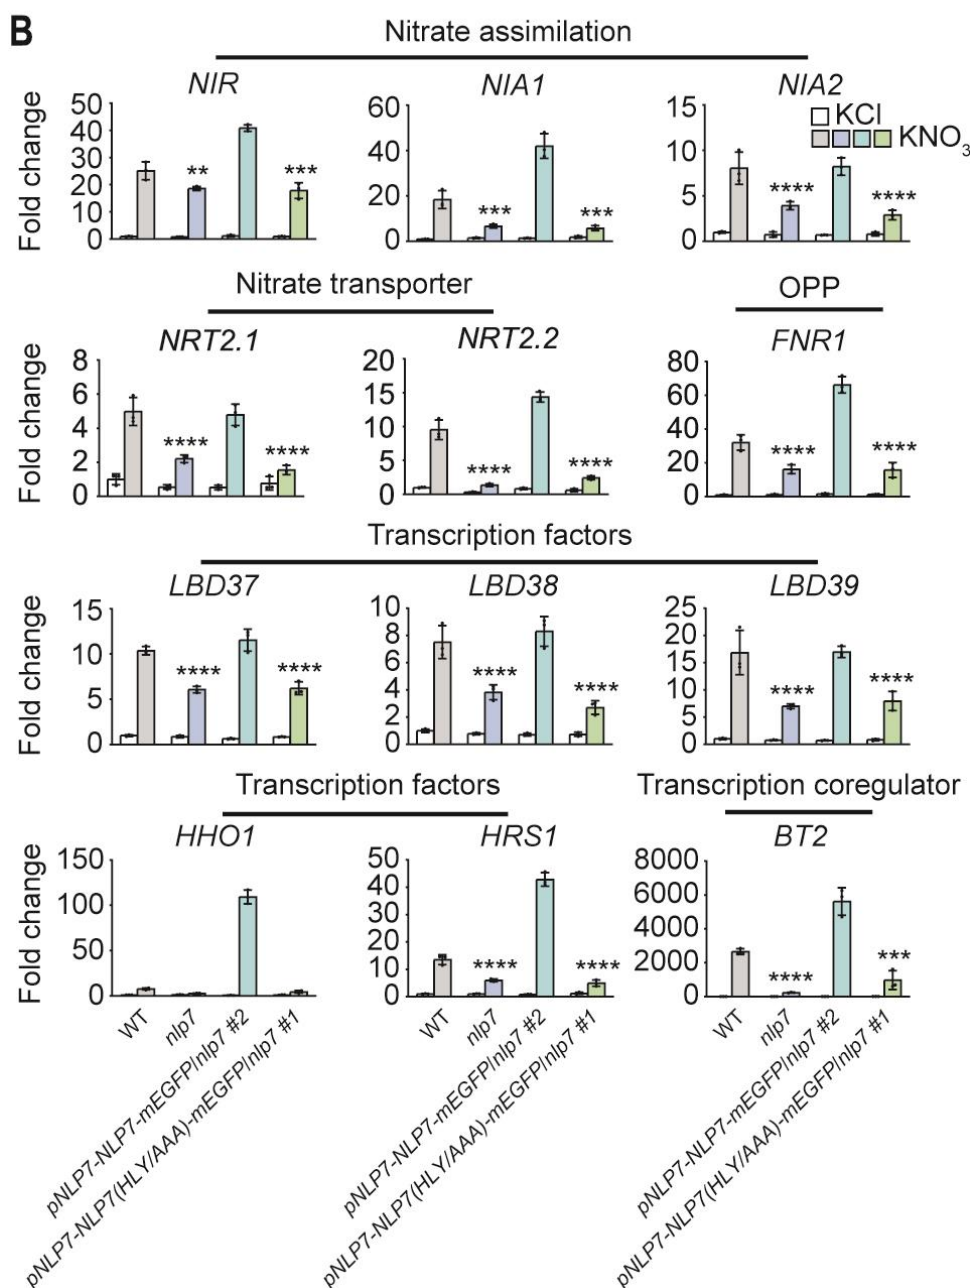 B
Nitrate assimilation
NIR NIA1 NIA2
KCl
KNO3
Fold change
50 40 30 20 10 0
** ***
60 40 20 0
*** ***
15 10 5 0
**** ****
Nitrate transporter OPP
NRT2.1 NRT2.2 FNR1
Fold change
8 6 4 2 0
**** ****
20 15 10 5 0
**** ****
80 60 40 20 0
**** ****
Transcription factors
LBD37 LBD38 LBD39
Fold change
15 10 5 0
**** ****
10 8 6 4 2 0
**** ****
25 20 15 10 5 0
**** ****
Transcription factors Transcription coregulator
HHO1 HRS1 BT2
Fold change
150 100 50 0
50 40 30 20 10 0
**** ****
8000 6000 4000 2000 0
**** ***
WT
nlp7
pNLP7-NLP7-mEGFP/nlp7 #2
pNLP7-NLP7(HLY/AAA)-mEGFP/nlp7 #1
WT
nlp7
pNLP7-NLP7-mEGFP/nlp7 #2
pNLP7-NLP7(HLY/AAA)-mEGFP/nlp7 #1
WT
nlp7
pNLP7-NLP7-mEGFP/nlp7 #2
pNLP7-NLP7(HLY/AAA)-mEGFP/nlp7 #1